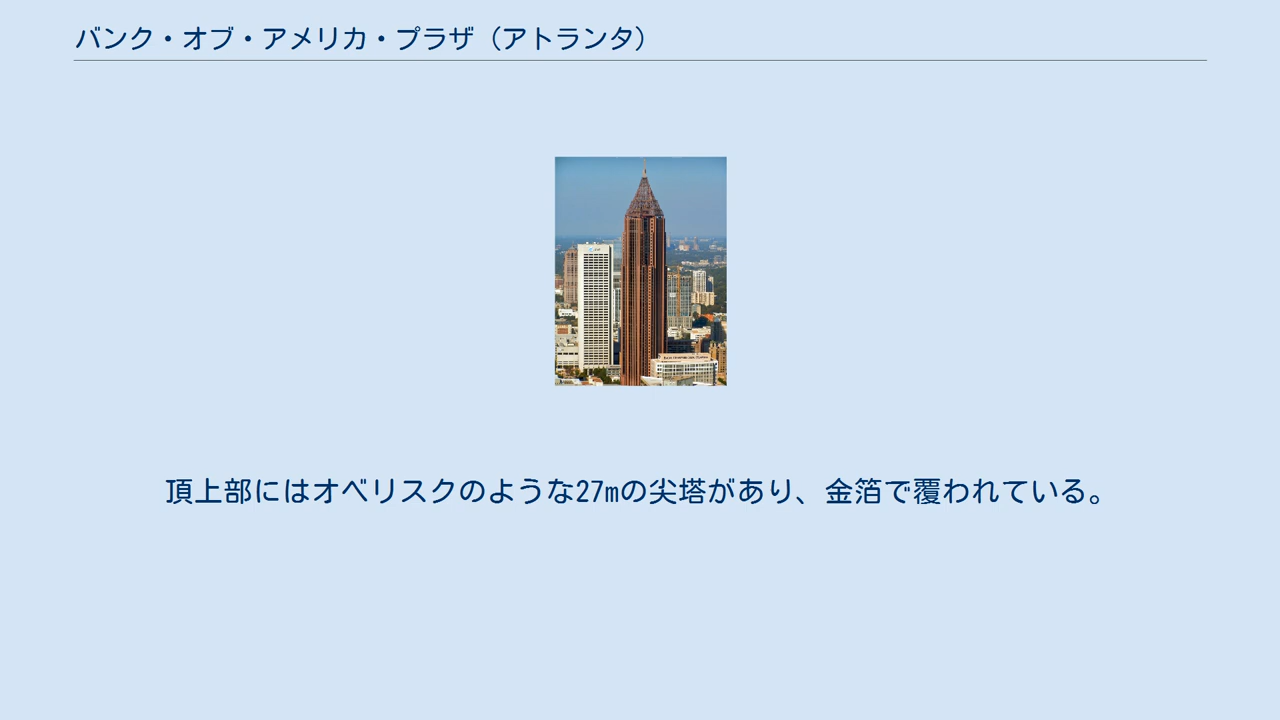 バンク・オブ・アメリカ・プラザ（アトランタ）
頂上部にはオベリスクのような27mの尖塔があり、金箔で覆われている。